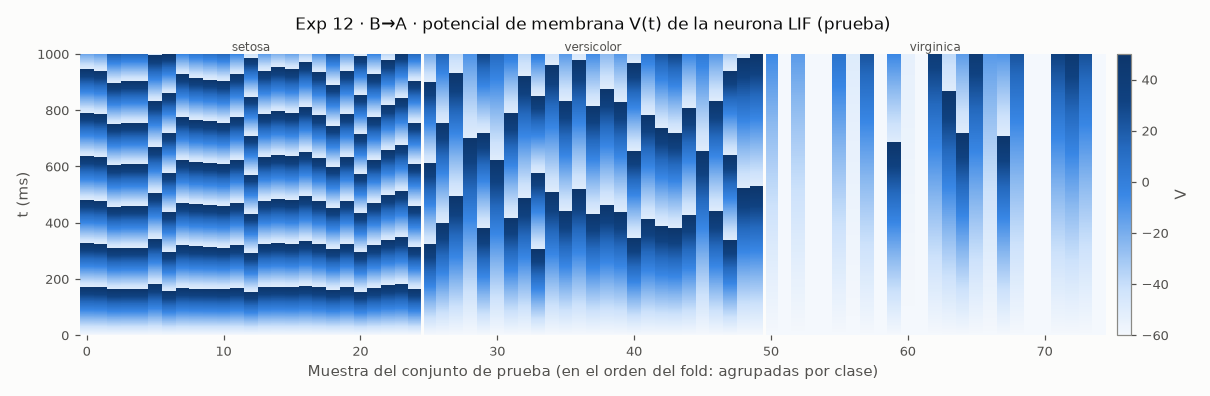 Exp 12 · B→A · potencial de membrana V(t) de la neurona LIF (prueba)
setosa versicolor virginica
1000
800
600
400
200
0
t (ms)
0 10 20 30 40 50 60 70
Muestra del conjunto de prueba (en el orden del fold: agrupadas por clase)
40
20
0
−20
−40
−60
V